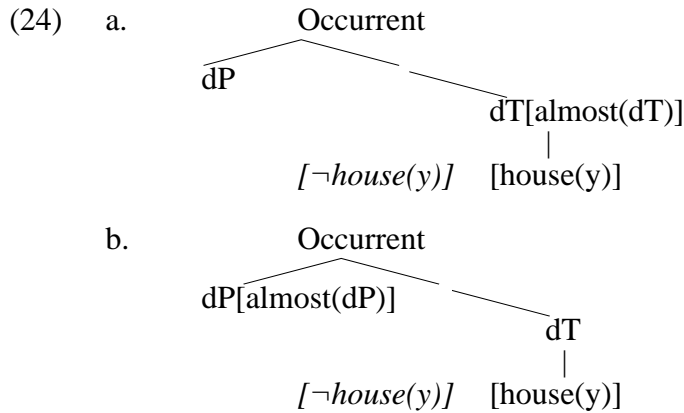 (24) a. Occurrent
dP
dT[almost(dT)]
[¬house(y)] [house(y)]
b. Occurrent
dP[almost(dP)]
dT
[¬house(y)] [house(y)]